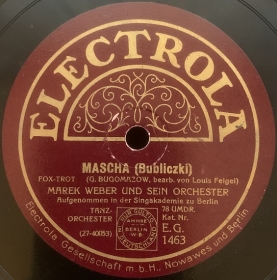 ELECTROLA
MASCHA (Bubliczki)
FOX-TROT (G. BUGOMAZOW, bearb. von Louis Felgel)
MAREK WEBER UND SEIN ORCHESTER
Aufgenommen in der Singakademie zu Berlin
TANZ-
ORCHESTER
(27-40053)
78 UMDR.
Kat. Nr.
E.G.
1463
Electrola Gesellschaft m.b.H., Nowawes und Berlin